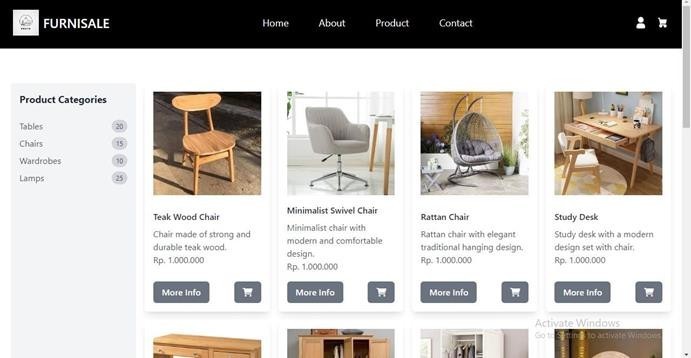 FURNISALE
Home
About
Product
Contact
Product Categories
Tables 20
Chairs 15
Wardrobes 10
Lamps 25
Teak Wood Chair
Chair made of strong and
durable teak wood.
Rp. 1.000.000
More Info
Minimalist Swivel Chair
Minimalist chair with
modern and comfortable
design.
Rp. 1.000.000
More Info
Rattan Chair
Rattan chair with elegant
traditional hanging design.
Rp. 1.000.000
More Info
Study Desk
Study desk with a modern
design set with chair.
Rp. 1.000.000
More Info
Activate Windows
Go to Settings to activate Windows.